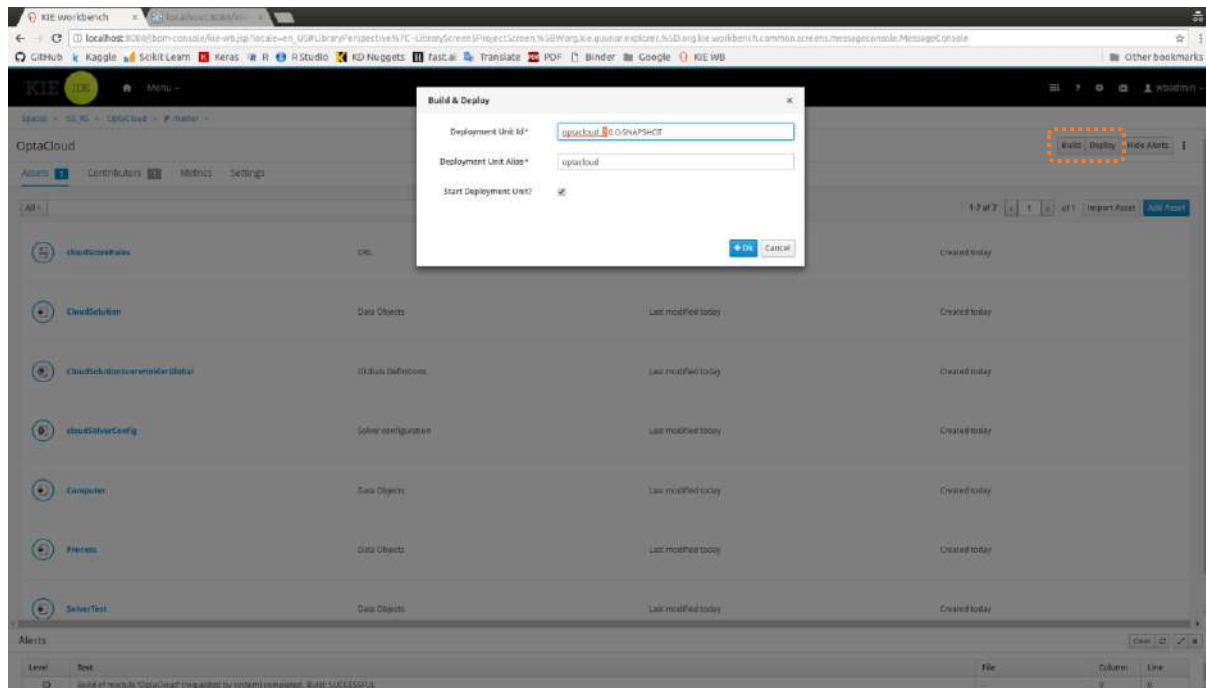 KIE Workbench
localhost:8080/jbpm-console/kie-wb.jsp?locale=en_US#LibraryPerspective%7C~LibraryScreen$ProjectScreen,%5BWorg.kie.guvnor.explorer,%5D,org.kie.workbench.common.screens.messageconsole.MessageConsole
GitHub Kaggle Scikit Learn Keras R RStudio KD Nuggets fast.ai Translate PDF Binder Google KIE WB Other bookmarks
KIE IDE Menu ? wbadmin
OptaCloud master
OptaCloud Build Deploy Hide Alerts
Assets 7 Contributors 1 Metrics Settings
All 1-7 of 7 1 of 1 Import Asset Add Asset
Build & Deploy ×
Deployment Unit Id*
Deployment Unit Alias* optacloud
Start Deployment Unit?
+ Ok Cancel
cloudScoreRules DRL Created today
CloudSolution Data Objects Last modified today Created today
CloudSolutionScoreHolderGlobal Globals Definitions Last modified today Created today
cloudSolverConfig Solver configuration Last modified today Created today
Computer Data Objects Last modified today Created today
Process Data Objects Last modified today Created today
SolverTest Data Objects Last modified today Created today
Alerts Clear
Level Text File Column Line
Build of module 'OptaCloud' (requested by system) completed. Build: SUCCESSFUL 0 0